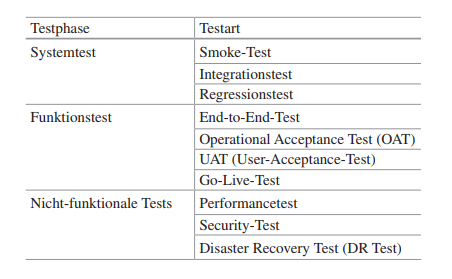 Testphase Testart
Systemtest Smoke-Test
Integrationstest
Regressionstest
Funktionstest End-to-End-Test
Operational Acceptance Test (OAT)
UAT (User-Acceptance-Test)
Go-Live-Test
Nicht-funktionale Tests Performancetest
Security-Test
Disaster Recovery Test (DR Test)